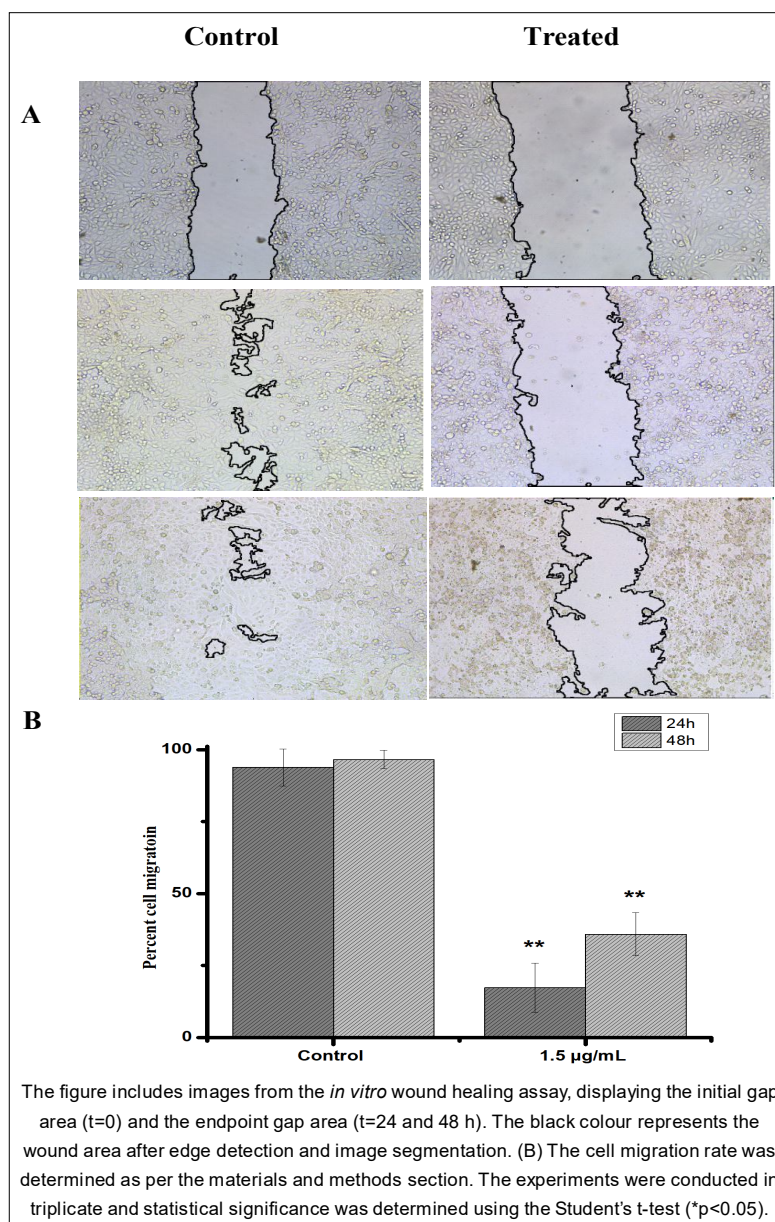 Control
Treated
A
B
24h
48h
100
50
0
Percent cell migratoin
**
**
Control
1.5 µg/mL
The figure includes images from the in vitro wound healing assay, displaying the initial gap
area (t=0) and the endpoint gap area (t=24 and 48 h). The black colour represents the
wound area after edge detection and image segmentation. (B) The cell migration rate was
determined as per the materials and methods section. The experiments were conducted in
triplicate and statistical significance was determined using the Student’s t-test (*p<0.05).